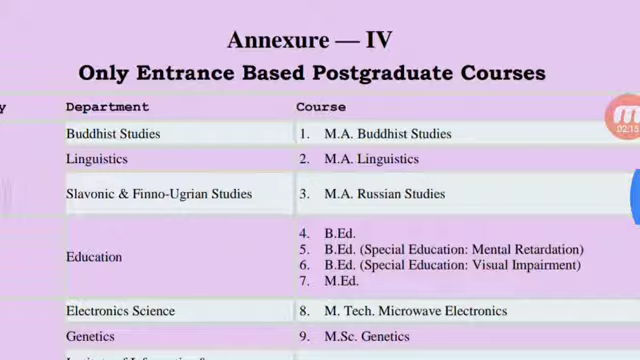 Annexure — IV
Only Entrance Based Postgraduate Courses
y Department Course
Buddhist Studies 1. M.A. Buddhist Studies
Linguistics 2. M.A. Linguistics
Slavonic & Finno-Ugrian Studies 3. M.A. Russian Studies
4. B.Ed.
5. B.Ed. (Special Education: Mental Retardation)
Education
6. B.Ed. (Special Education: Visual Impairment)
7. M.Ed.
Electronics Science 8. M. Tech. Microwave Electronics
Genetics 9. M.Sc. Genetics
02:15